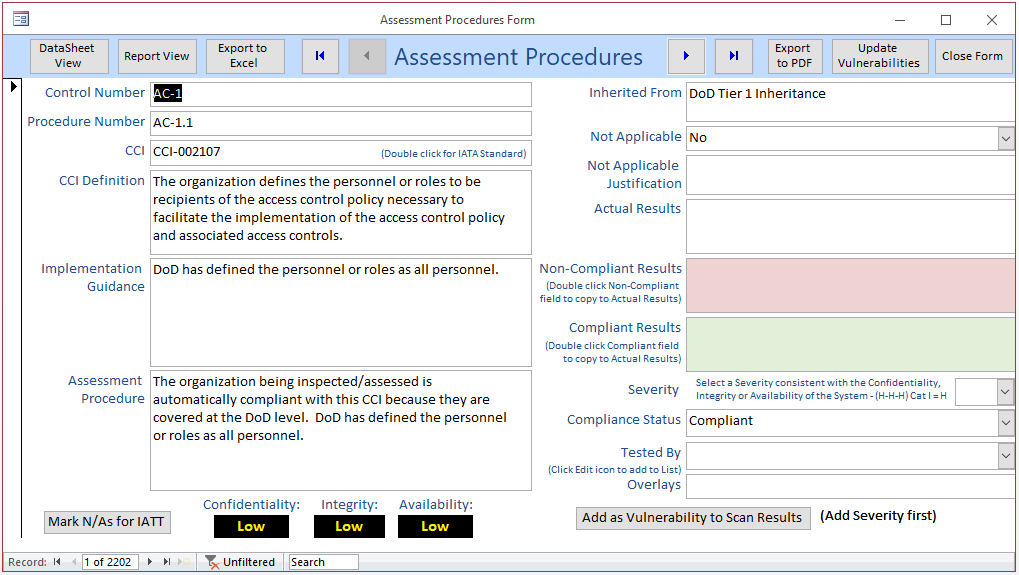 Assessment Procedures Form
DataSheet View
Report View
Export to Excel
Assessment Procedures
Export to PDF
Update Vulnerabilities
Close Form
Control Number AC-1
Procedure Number AC-1.1
CCI CCI-002107 (Double click for IATA Standard)
CCI Definition The organization defines the personnel or roles to be
recipients of the access control policy necessary to
facilitate the implementation of the access control policy
and associated access controls.
Implementation Guidance DoD has defined the personnel or roles as all personnel.
Assessment Procedure The organization being inspected/assessed is
automatically compliant with this CCI because they are
covered at the DoD level.  DoD has defined the personnel
or roles as all personnel.
Confidentiality: Integrity: Availability:
Mark N/As for IATT Low Low Low
Inherited From DoD Tier 1 Inheritance
Not Applicable No
Not Applicable
Justification
Actual Results
Non-Compliant Results
(Double click Non-Compliant
field to copy to Actual Results)
Compliant Results
(Double click Compliant field
to copy to Actual Results)
Severity Select a Severity consistent with the Confidentiality,
Integrity or Availability of the System - (H-H-H) Cat I = H
Compliance Status Compliant
Tested By
(Click Edit icon to add to List)
Overlays
Add as Vulnerability to Scan Results (Add Severity first)
Record: 1 of 2202 Unfiltered Search